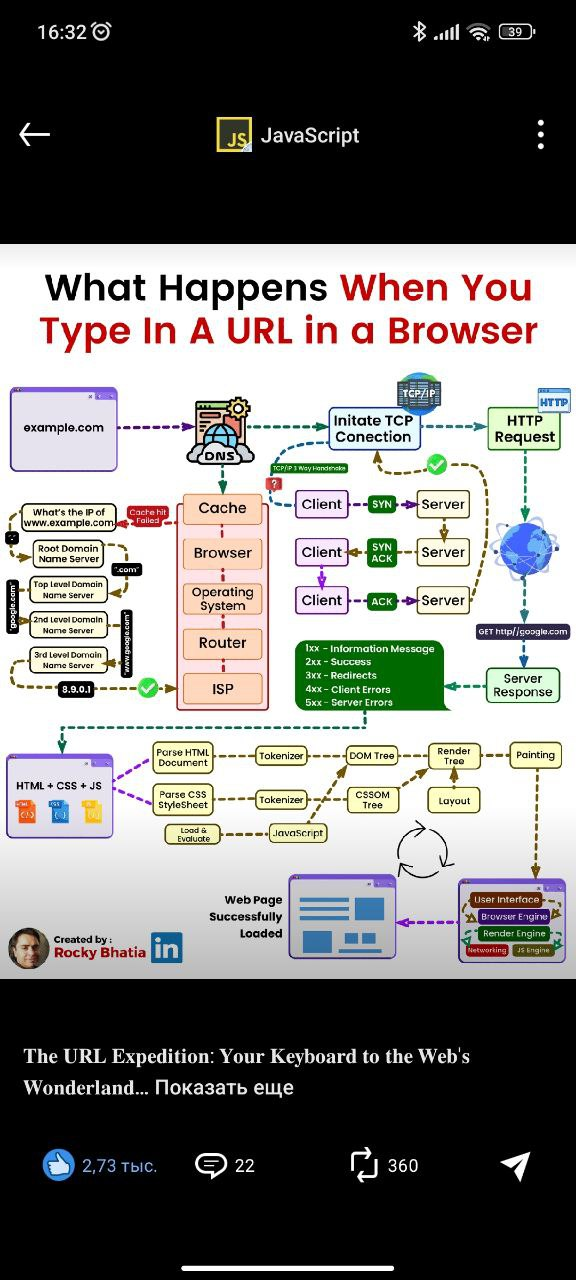 16:32
39
JS
JavaScript
What Happens When You
Type In A URL in a Browser
example.com
DNS
TCP/IP
Initate TCP
Conection
HTTP
HTTP
Request
TCP/IP 3 Way Handshake
?
Cache
Browser
Operating
System
Router
ISP
Cache hit
Failed
What's the IP of
www.example.com
"."
Root Domain
Name Server
".com"
Top Level Domain
Name Server
"google.com"
2nd Level Domain
Name Server
"www.google.com"
3rd Level Domain
Name Server
8.9.0.1
Client
SYN
Server
Client
SYN
ACK
Server
Client
ACK
Server
GET http//google.com
Server
Response
1xx - Information Message
2xx - Success
3xx - Redirects
4xx - Client Errors
5xx - Server Errors
HTML + CSS + JS
Parse HTML
Document
Tokenizer
DOM Tree
Render
Tree
Painting
Parse CSS
StyleSheet
Tokenizer
CSSOM
Tree
Layout
Load &
Evaluate
JavaScript
Web Page
Successfully
Loaded
User Interface
Browser Engine
Render Engine
Networking
JS Engine
Created by :
Rocky Bhatia
in
The URL Expedition: Your Keyboard to the Web's
Wonderland... Показать еще
2,73 тыс.
22
360